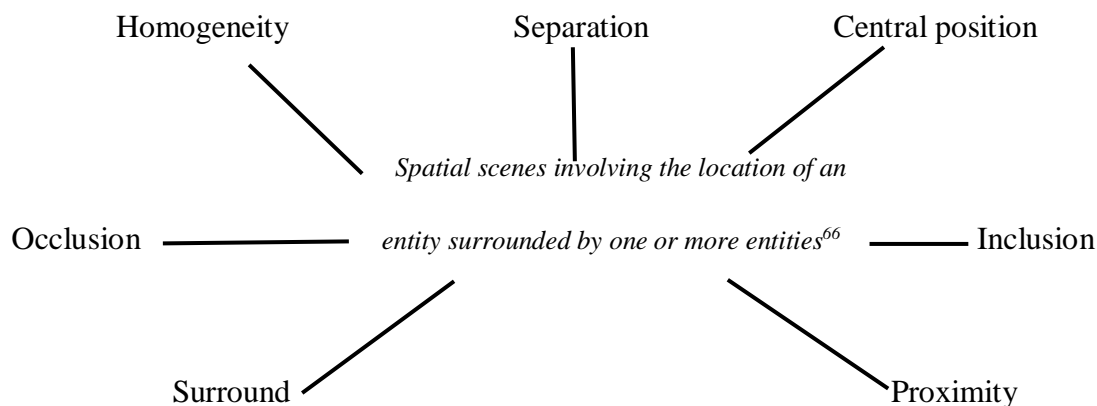 Homogeneity Separation Central position
Spatial scenes involving the location of an
Occlusion entity surrounded by one or more entities⁶⁶ Inclusion
Surround Proximity